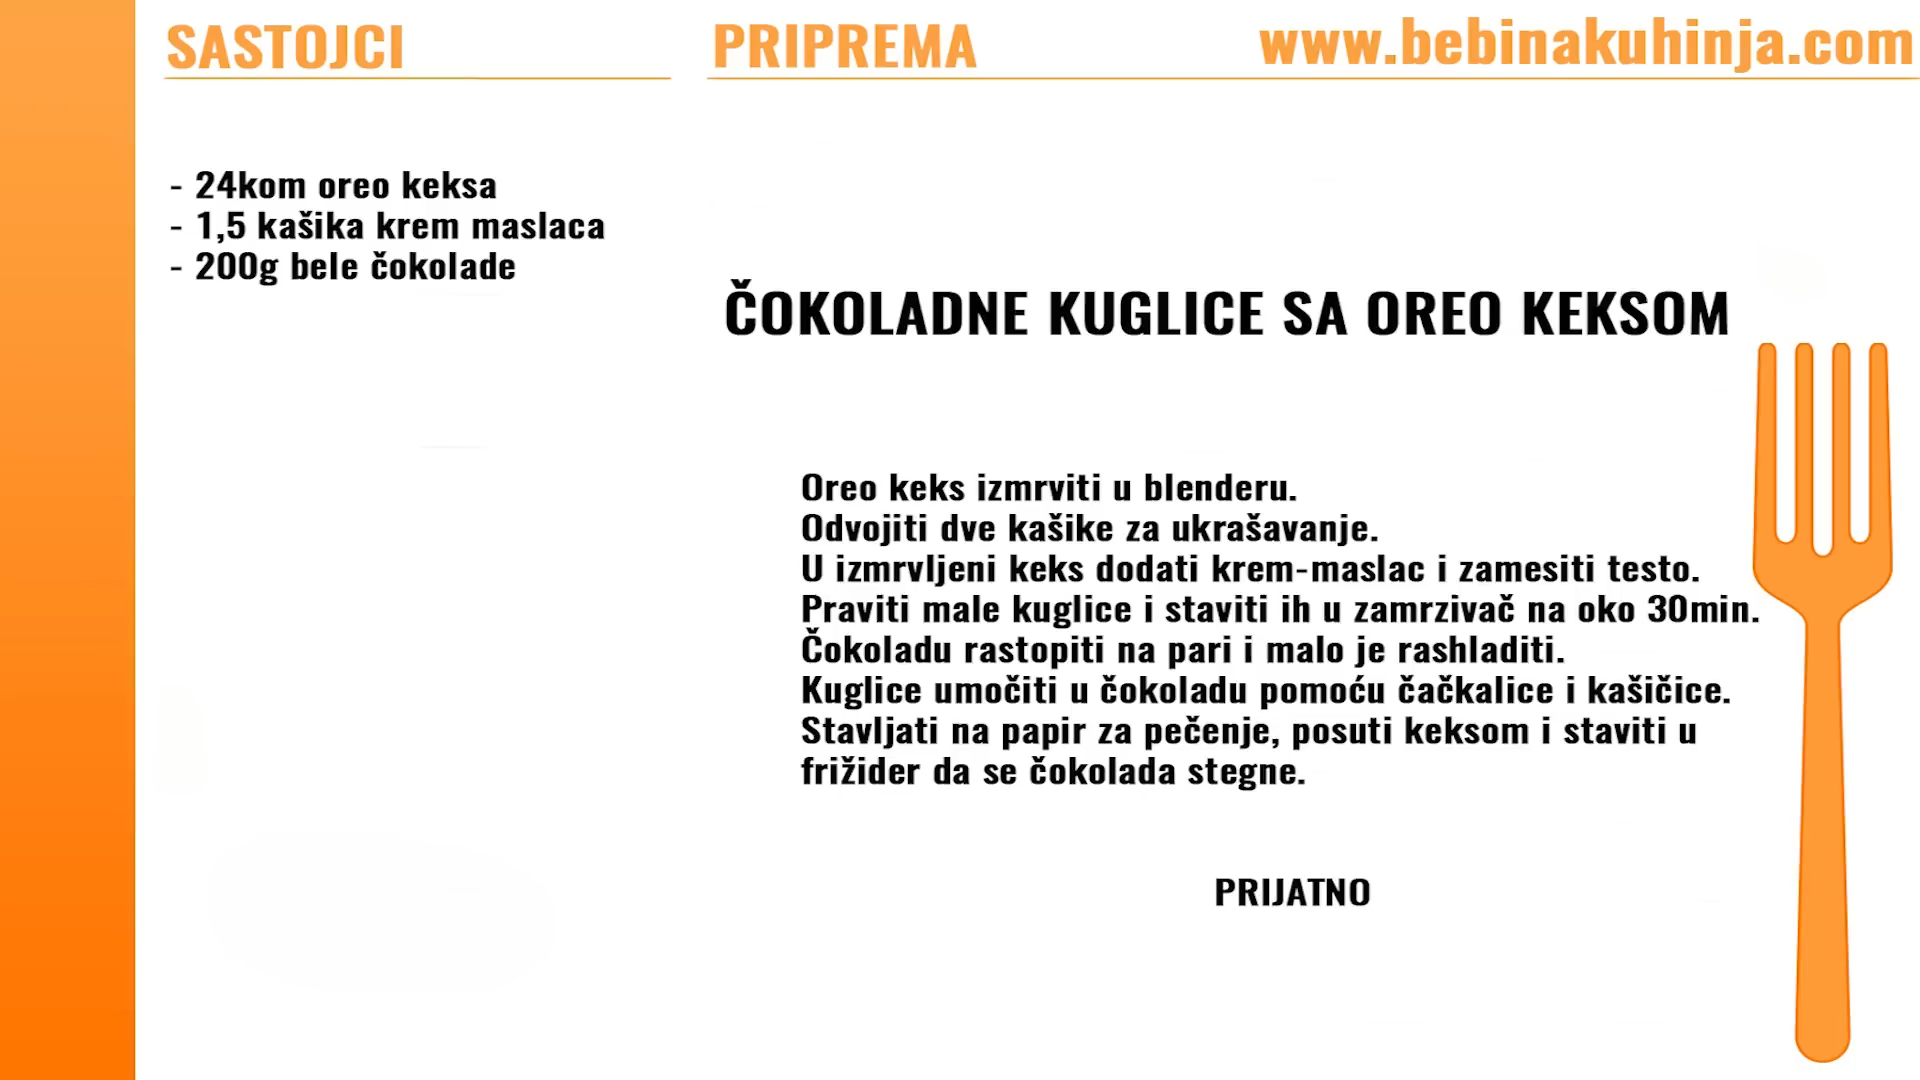 SASTOJCI
- 24kom oreo keksa
- 1,5 kašika krem maslaca
- 200g bele čokolade
PRIPREMA
www.bebinakuhinja.com
ČOKOLADNE KUGLICE SA OREO KEKSOM
Oreo keks izmrviti u blenderu.
Odvojiti dve kašike za ukrašavanje.
U izmrvljeni keks dodati krem-maslac i zamesiti testo.
Praviti male kuglice i staviti ih u zamrzivač na oko 30min.
Čokoladu rastopiti na pari i malo je rashladiti.
Kuglice umočiti u čokoladu pomoću čačkalice i kašičice.
Stavljati na papir za pečenje, posuti keksom i staviti u
frižider da se čokolada stegne.
PRIJATNO